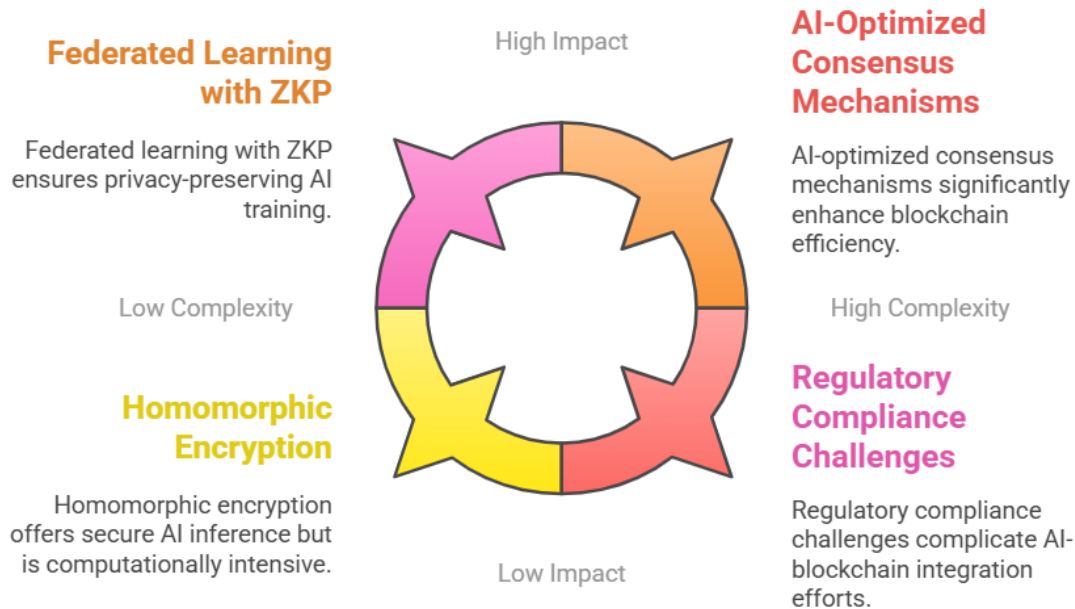 High Impact
Federated Learning
with ZKP
Federated learning with ZKP
ensures privacy-preserving AI
training.
AI-Optimized
Consensus
Mechanisms
AI-optimized consensus
mechanisms significantly
enhance blockchain
efficiency.
Low Complexity
High Complexity
Homomorphic
Encryption
Homomorphic encryption
offers secure AI inference but
is computationally intensive.
Regulatory
Compliance
Challenges
Regulatory compliance
challenges complicate AI-
blockchain integration
efforts.
Low Impact